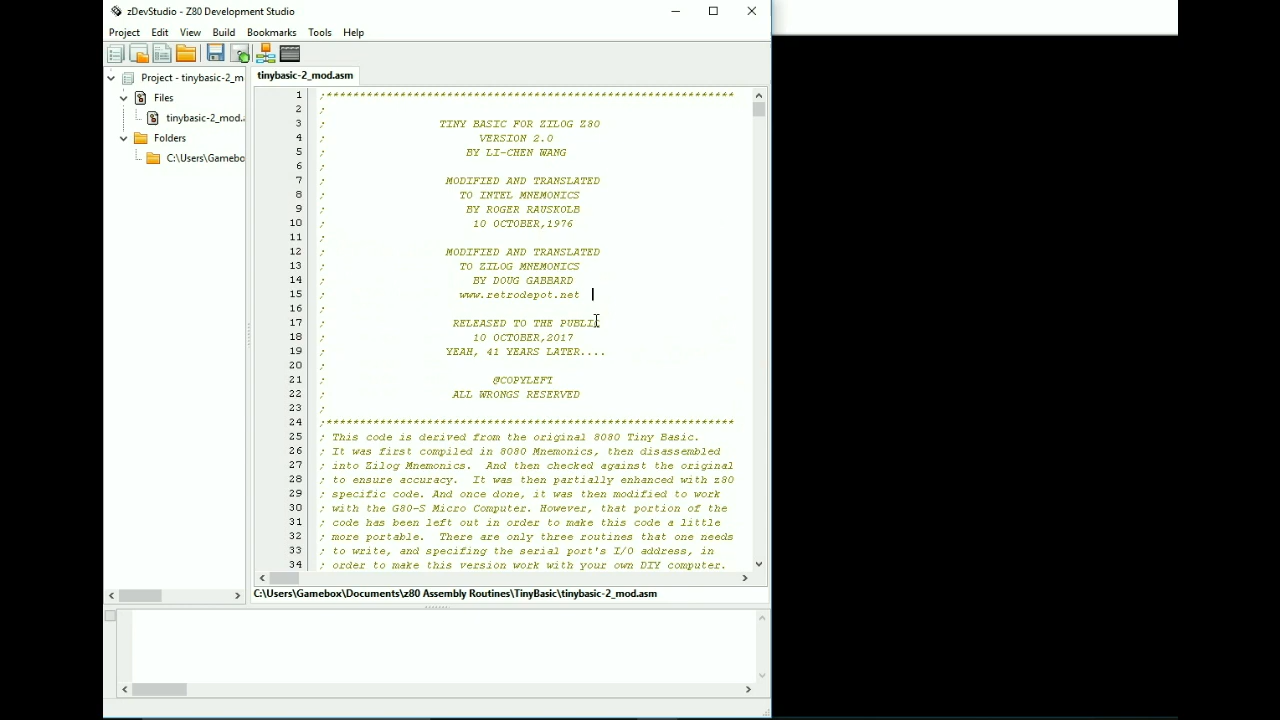 zDevStudio - Z80 Development Studio
Project Edit View Build Bookmarks Tools Help
Project - tinybasic-2_m
Files
tinybasic-2_mod.
Folders
C:\Users\Gamebo
tinybasic-2_mod.asm
1 ;*************************************************************
2 ;
3 ; TINY BASIC FOR ZILOG Z80
4 ; VERSION 2.0
5 ; BY LI-CHEN WANG
6 ;
7 ; MODIFIED AND TRANSLATED
8 ; TO INTEL MNEMONICS
9 ; BY ROGER RAUSKOLB
10 ; 10 OCTOBER,1976
11 ;
12 ; MODIFIED AND TRANSLATED
13 ; TO ZILOG MNEMONICS
14 ; BY DOUG GABBARD
15 ; www.retrodepot.net
16 ;
17 ; RELEASED TO THE PUBLIC
18 ; 10 OCTOBER,2017
19 ; YEAH, 41 YEARS LATER....
20 ;
21 ; @COPYLEFT
22 ; ALL WRONGS RESERVED
23 ;
24 ;*************************************************************
25 ; This code is derived from the original 8080 Tiny Basic.
26 ; It was first compiled in 8080 Mnemonics, then disassembled
27 ; into Zilog Mnemonics. And then checked against the original
28 ; to ensure accuracy. It was then partially enhanced with z80
29 ; specific code. And once done, it was then modified to work
30 ; with the G80-S Micro Computer. However, that portion of the
31 ; code has been left out in order to make this code a little
32 ; more portable. There are only three routines that one needs
33 ; to write, and specifing the serial port's I/O address, in
34 ; order to make this version work with your own DIY computer.
C:\Users\Gamebox\Documents\z80 Assembly Routines\TinyBasic\tinybasic-2_mod.asm